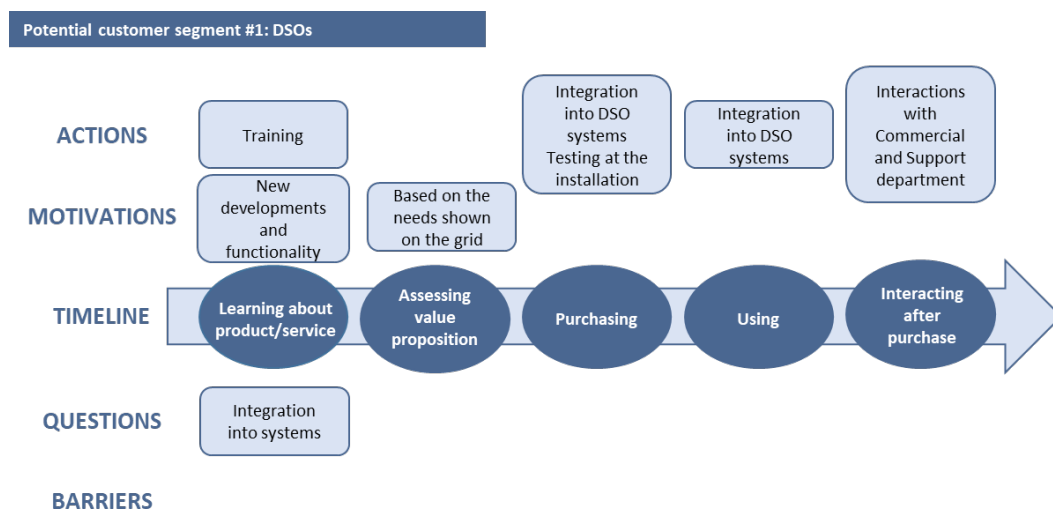 Potential customer segment #1: DSOs
ACTIONS
Training
Integration
into DSO
systems
Testing at the
installation
Integration
into DSO
systems
Interactions
with
Commercial
and Support
department
MOTIVATIONS
New
developments
and
functionality
Based on the
needs shown
on the grid
TIMELINE
Learning about
product/service
Assessing
value
proposition
Purchasing
Using
Interacting
after
purchase
QUESTIONS
Integration
into systems
BARRIERS